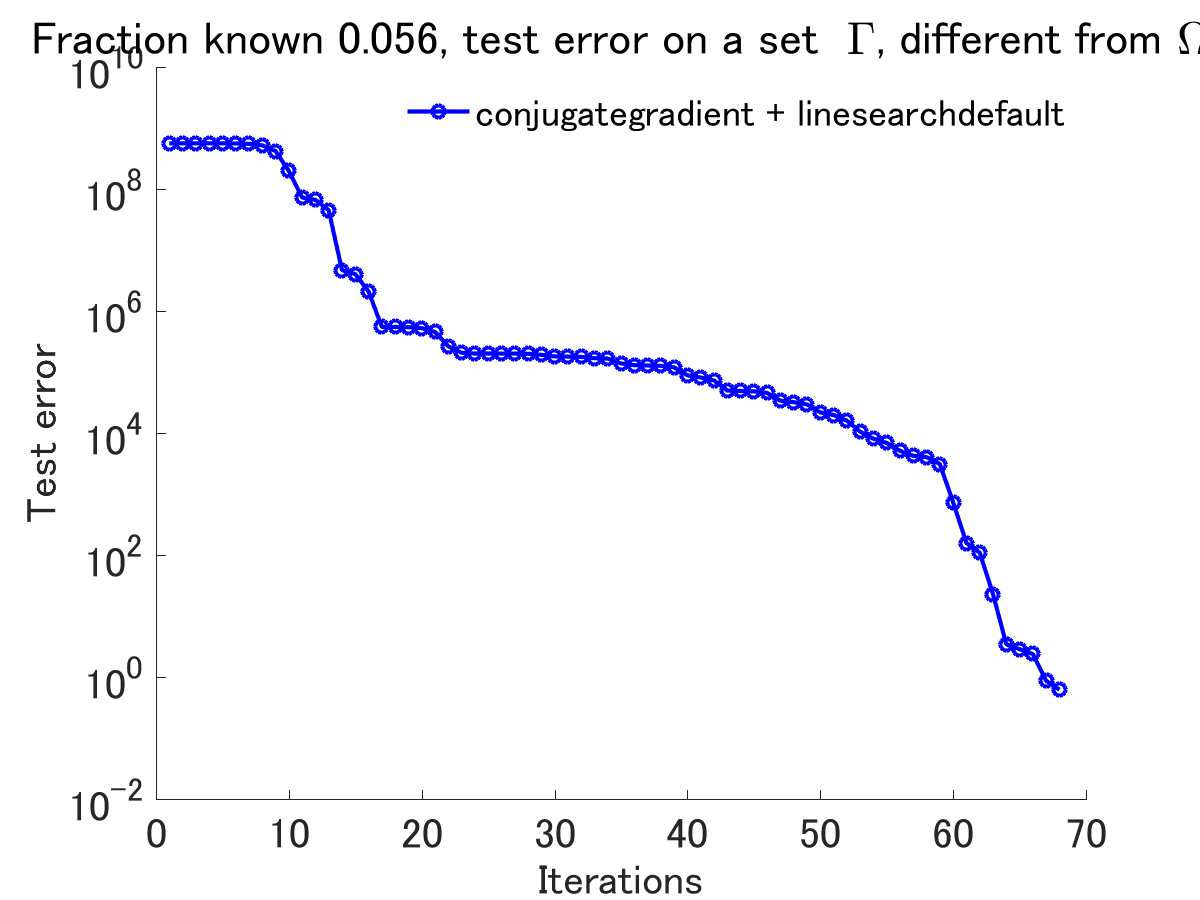 Fraction known 0.056, test error on a set Γ, different from Ω
conjugategradient + linesearchdefault
10^10
10^8
10^6
10^4
10^2
10^0
10^-2
Test error
0 10 20 30 40 50 60 70
Iterations